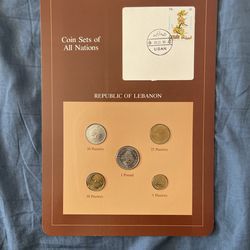 Coin Sets of
All Nations
LIBAN
REPUBLIC OF LEBANON
50 Piastres
25 Piastres
1 Pound
10 Piastres
5 Piastres